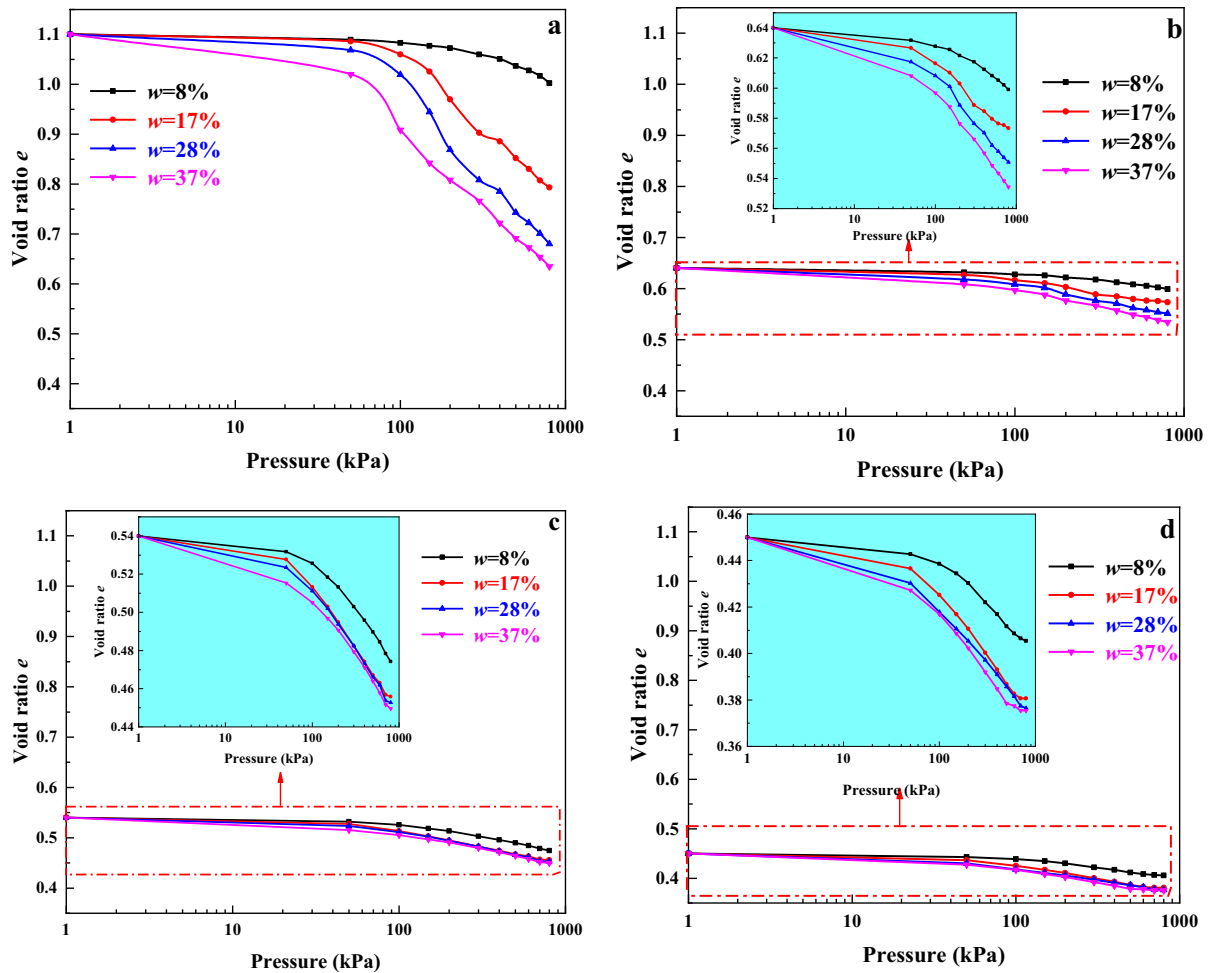 a
1.1
1.0
0.9
0.8
0.7
0.6
0.5
0.4
Void ratio e
w=8%
w=17%
w=28%
w=37%
1
10
100
1000
Pressure (kPa)
b
1.1
1.0
0.9
0.8
0.7
0.6
0.5
0.4
Void ratio e
0.64
0.62
0.60
0.58
0.56
0.54
0.52
Void ratio e
1
10
100
1000
Pressure (kPa)
w=8%
w=17%
w=28%
w=37%
1
10
100
1000
Pressure (kPa)
c
1.1
1.0
0.9
0.8
0.7
0.6
0.5
0.4
Void ratio e
0.54
0.52
0.50
0.48
0.46
0.44
Void ratio e
1
10
100
1000
Pressure (kPa)
w=8%
w=17%
w=28%
w=37%
1
10
100
1000
Pressure (kPa)
d
1.1
1.0
0.9
0.8
0.7
0.6
0.5
0.4
Void ratio e
0.46
0.44
0.42
0.40
0.38
0.36
Void ratio e
1
10
100
1000
Pressure (kPa)
w=8%
w=17%
w=28%
w=37%
1
10
100
1000
Pressure (kPa)